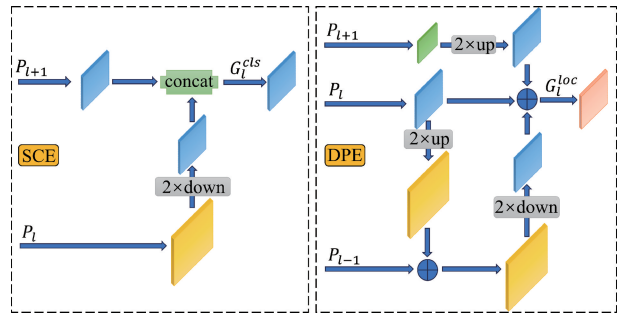 P_{l+1}
concat
G_l^{cls}
SCE
2×down
P_l
P_{l+1}
2×up
P_l
G_l^{loc}
2×up
DPE
2×down
P_{l-1}